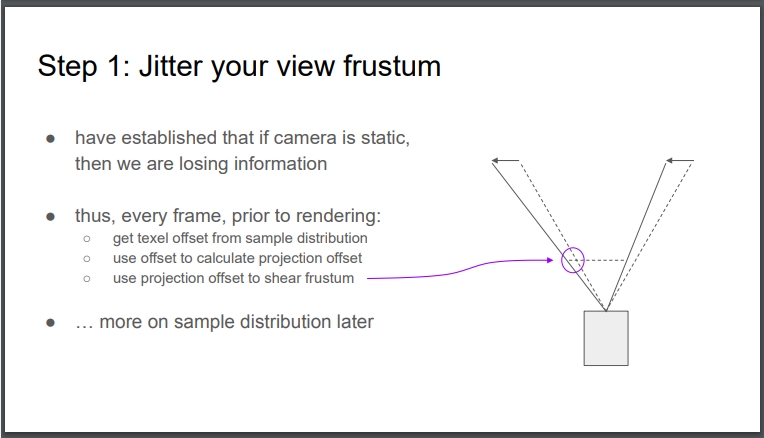 Step 1: Jitter your view frustum
● have established that if camera is static,
then we are losing information
● thus, every frame, prior to rendering:
○ get texel offset from sample distribution
○ use offset to calculate projection offset
○ use projection offset to shear frustum
● … more on sample distribution later